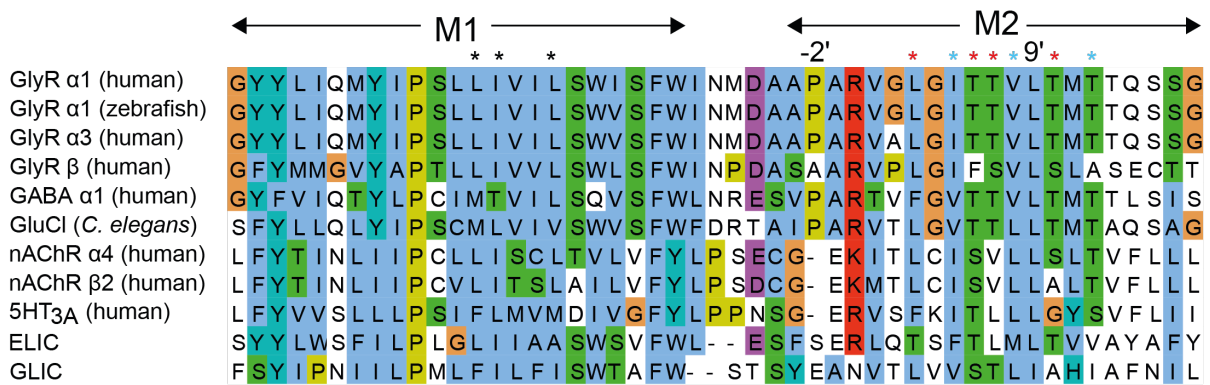 M1 M2
* * * -2' * * * * * 9' * *
GlyR α1 (human) GYYLIQMYIPSLLIVILSWISFWINMDAAPARVGLGITTVLTMTTQSSG
GlyR α1 (zebrafish) GYYLIQMYIPSLLIVILSWVSFWINMDAAPARVGLGITTVLTMTTQSSG
GlyR α3 (human) GYYLIQMYIPSLLIVILSWVSFWINMDAAPARVALGITTVLTMTTQSSG
GlyR β (human) GFYMMGVYAPTLLIVVLSWLSFWINPDASAARVPLGIFSVLSLASECTT
GABA α1 (human) GYFVIQTYLPCIMTVILSQVSFWLNRESVPARTVFGVTTVLTMTTLSIS
GluCl (C. elegans) SFYLLQLYIPSCMLVIVSWVSFWFDRTAIPARVTLGVTTLLTMTAQSAG
nAChR α4 (human) LFYTINLIIPCLLISCLTVLVFYLPSECG-EKITLCISVLLSLTVFLLL
nAChR β2 (human) LFYTINLIIPCVLITSLAILVFYLPSDCG-EKMTLCISVLLALTVFLLL
5HT3A (human) LFYVVSLLLPSIFLMVMDIVGFYLPPNSG-ERVSFKITLLLGYSVFLII
ELIC SYYLWSFILPLGLIIAASWSVFWL--ESFSERLQTSFTLMLTVVAYAFY
GLIC FSYIPNIILPMLFILFISWTAFW--STSYEANVTLVVSTLIAHIAFNIL